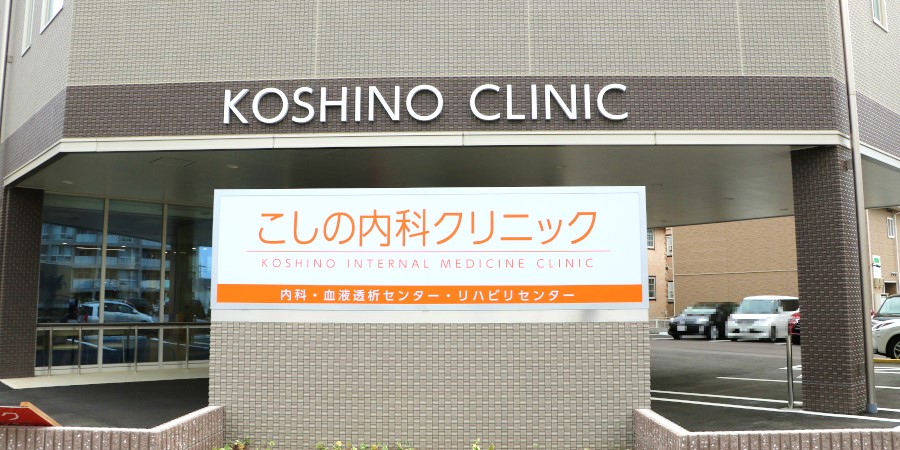 KOSHINO CLINIC
こしの内科クリニック
KOSHINO INTERNAL MEDICINE CLINIC
内科・血液透析センター・リハビリセンター